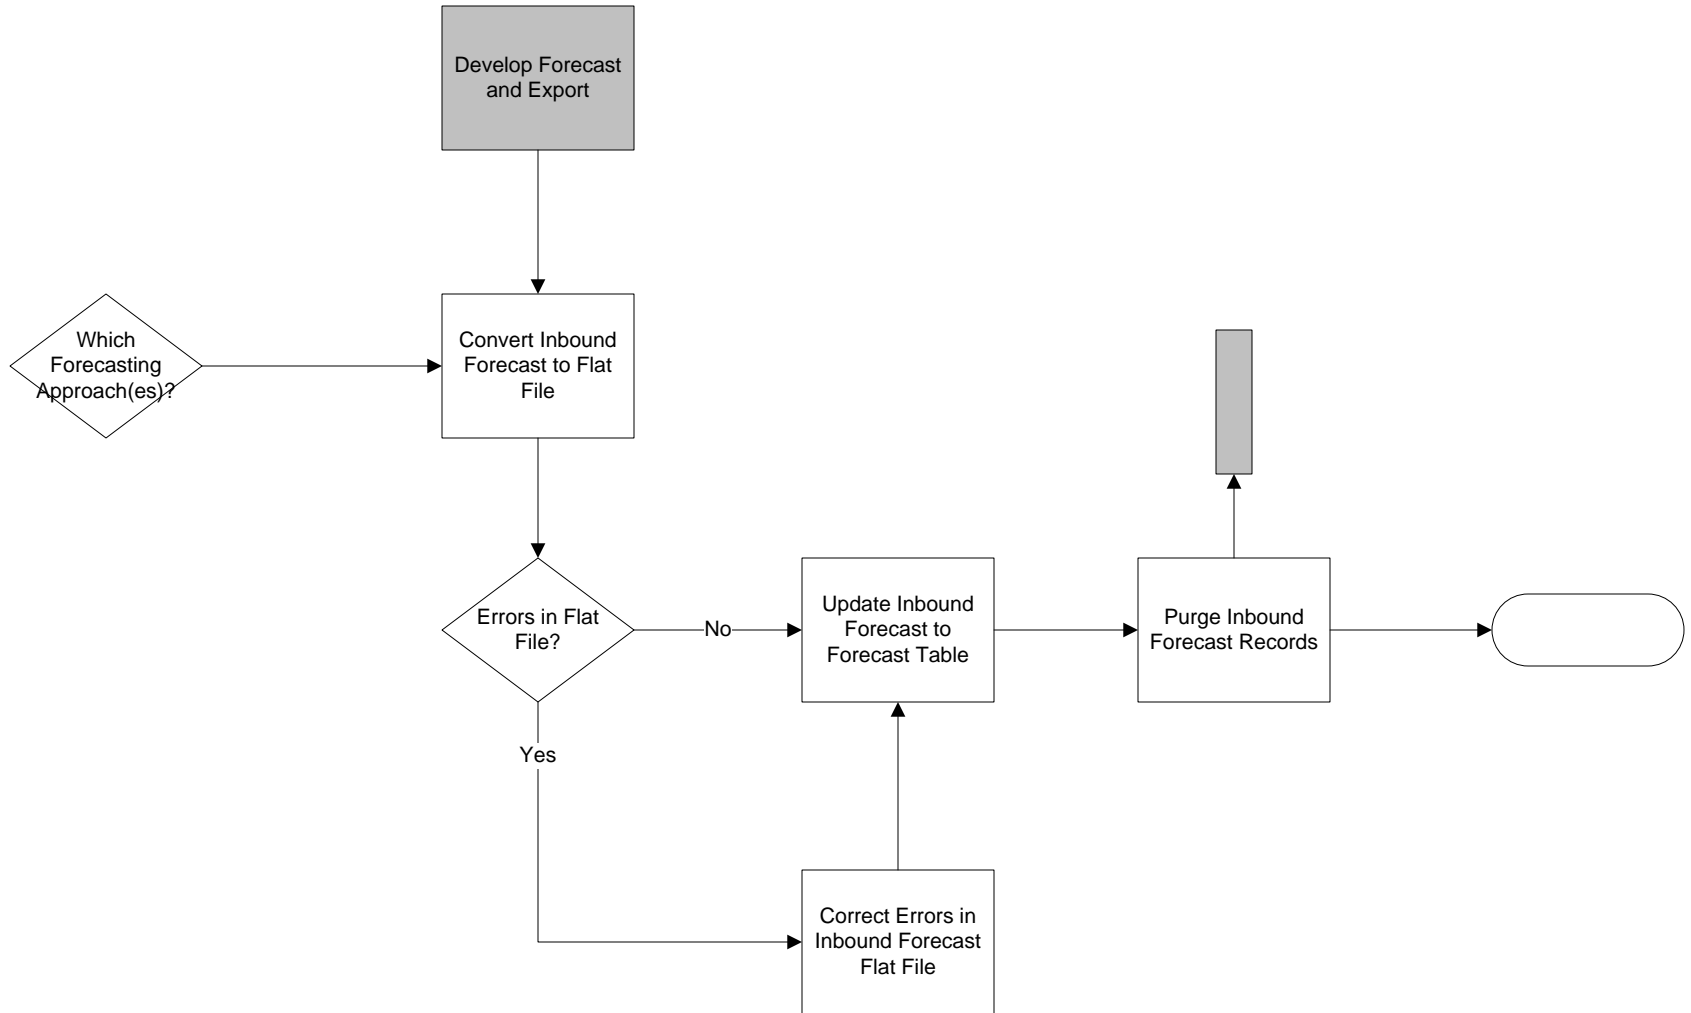 Develop Forecast
and Export
Which
Forecasting
Approach(es)?
Convert Inbound
Forecast to Flat
File
Errors in Flat
File?
No
Update Inbound
Forecast to
Forecast Table
Purge Inbound
Forecast Records
Yes
Correct Errors in
Inbound Forecast
Flat File